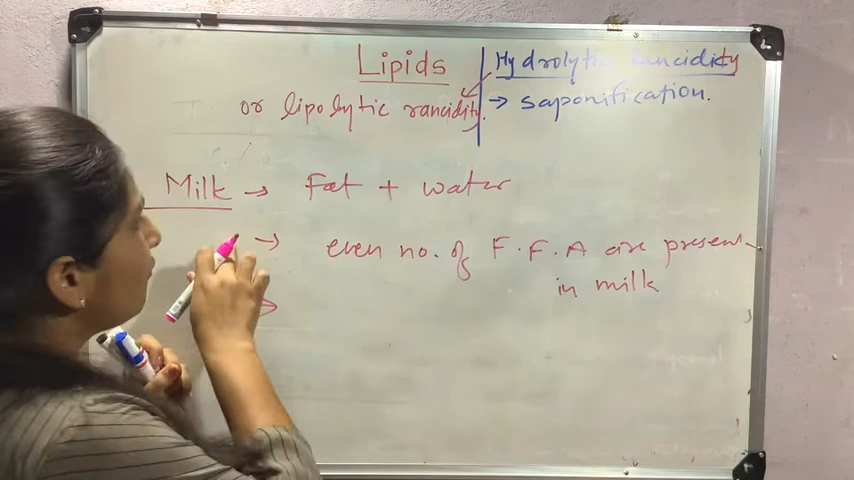 Lipids
Hydrolytic rancidity
or lipolytic rancidity.
→ saponification.
Milk → Fat + water
→ even no. of F.F.A are present
in milk
→